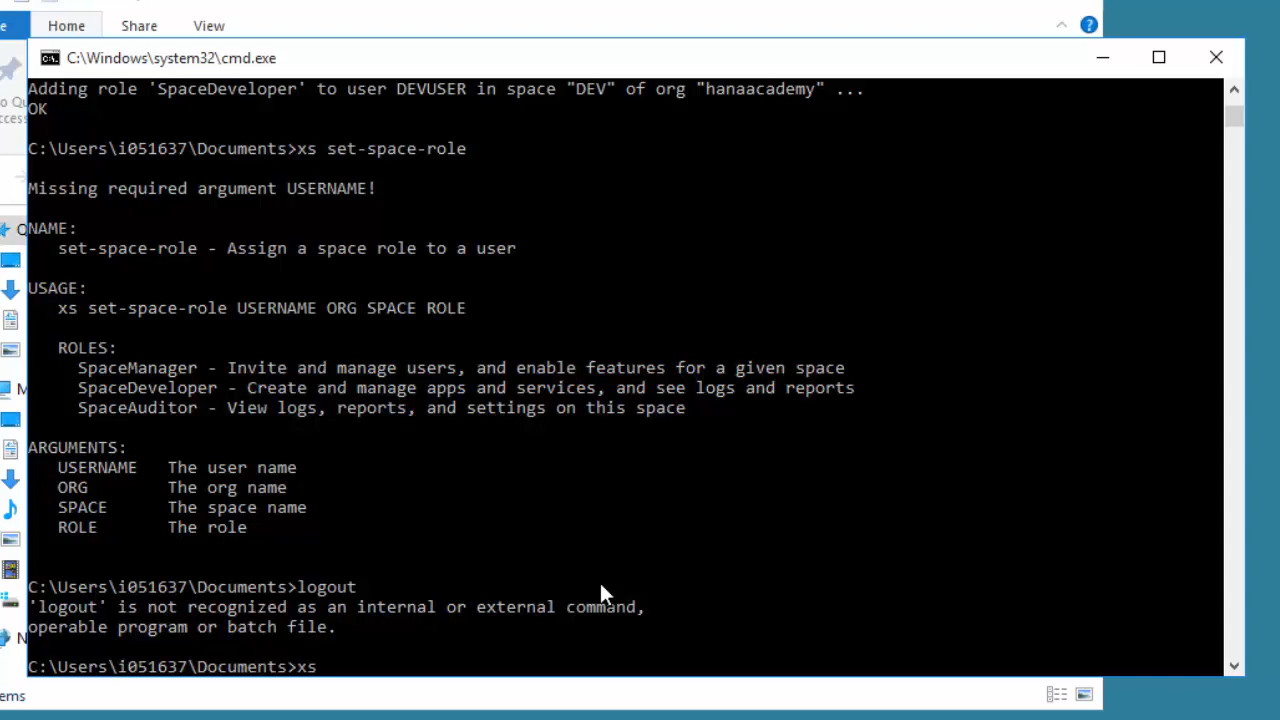 Home Share View
C:\Windows\system32\cmd.exe
Adding role 'SpaceDeveloper' to user DEVUSER in space "DEV" of org "hanaacademy" ...
OK
C:\Users\i051637\Documents>xs set-space-role
Missing required argument USERNAME!
NAME:
set-space-role - Assign a space role to a user
USAGE:
xs set-space-role USERNAME ORG SPACE ROLE
ROLES:
SpaceManager - Invite and manage users, and enable features for a given space
SpaceDeveloper - Create and manage apps and services, and see logs and reports
SpaceAuditor - View logs, reports, and settings on this space
ARGUMENTS:
USERNAME The user name
ORG The org name
SPACE The space name
ROLE The role
C:\Users\i051637\Documents>logout
'logout' is not recognized as an internal or external command,
operable program or batch file.
C:\Users\i051637\Documents>xs